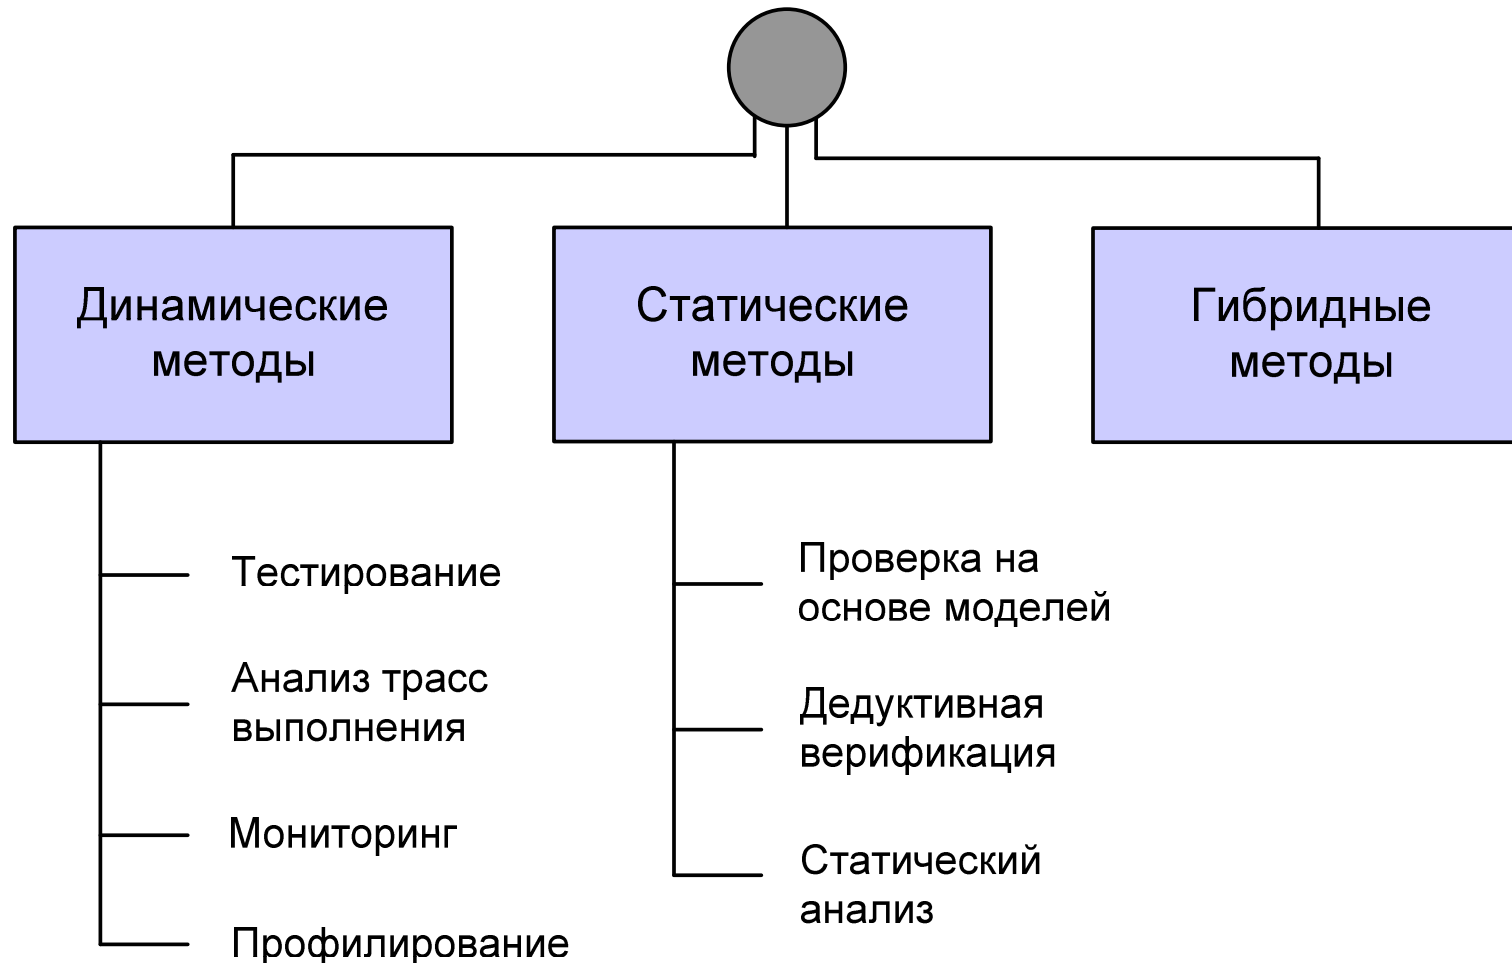 Динамические
методы
Статические
методы
Гибридные
методы
Тестирование
Анализ трасс
выполнения
Мониторинг
Профилирование
Проверка на
основе моделей
Дедуктивная
верификация
Статический
анализ